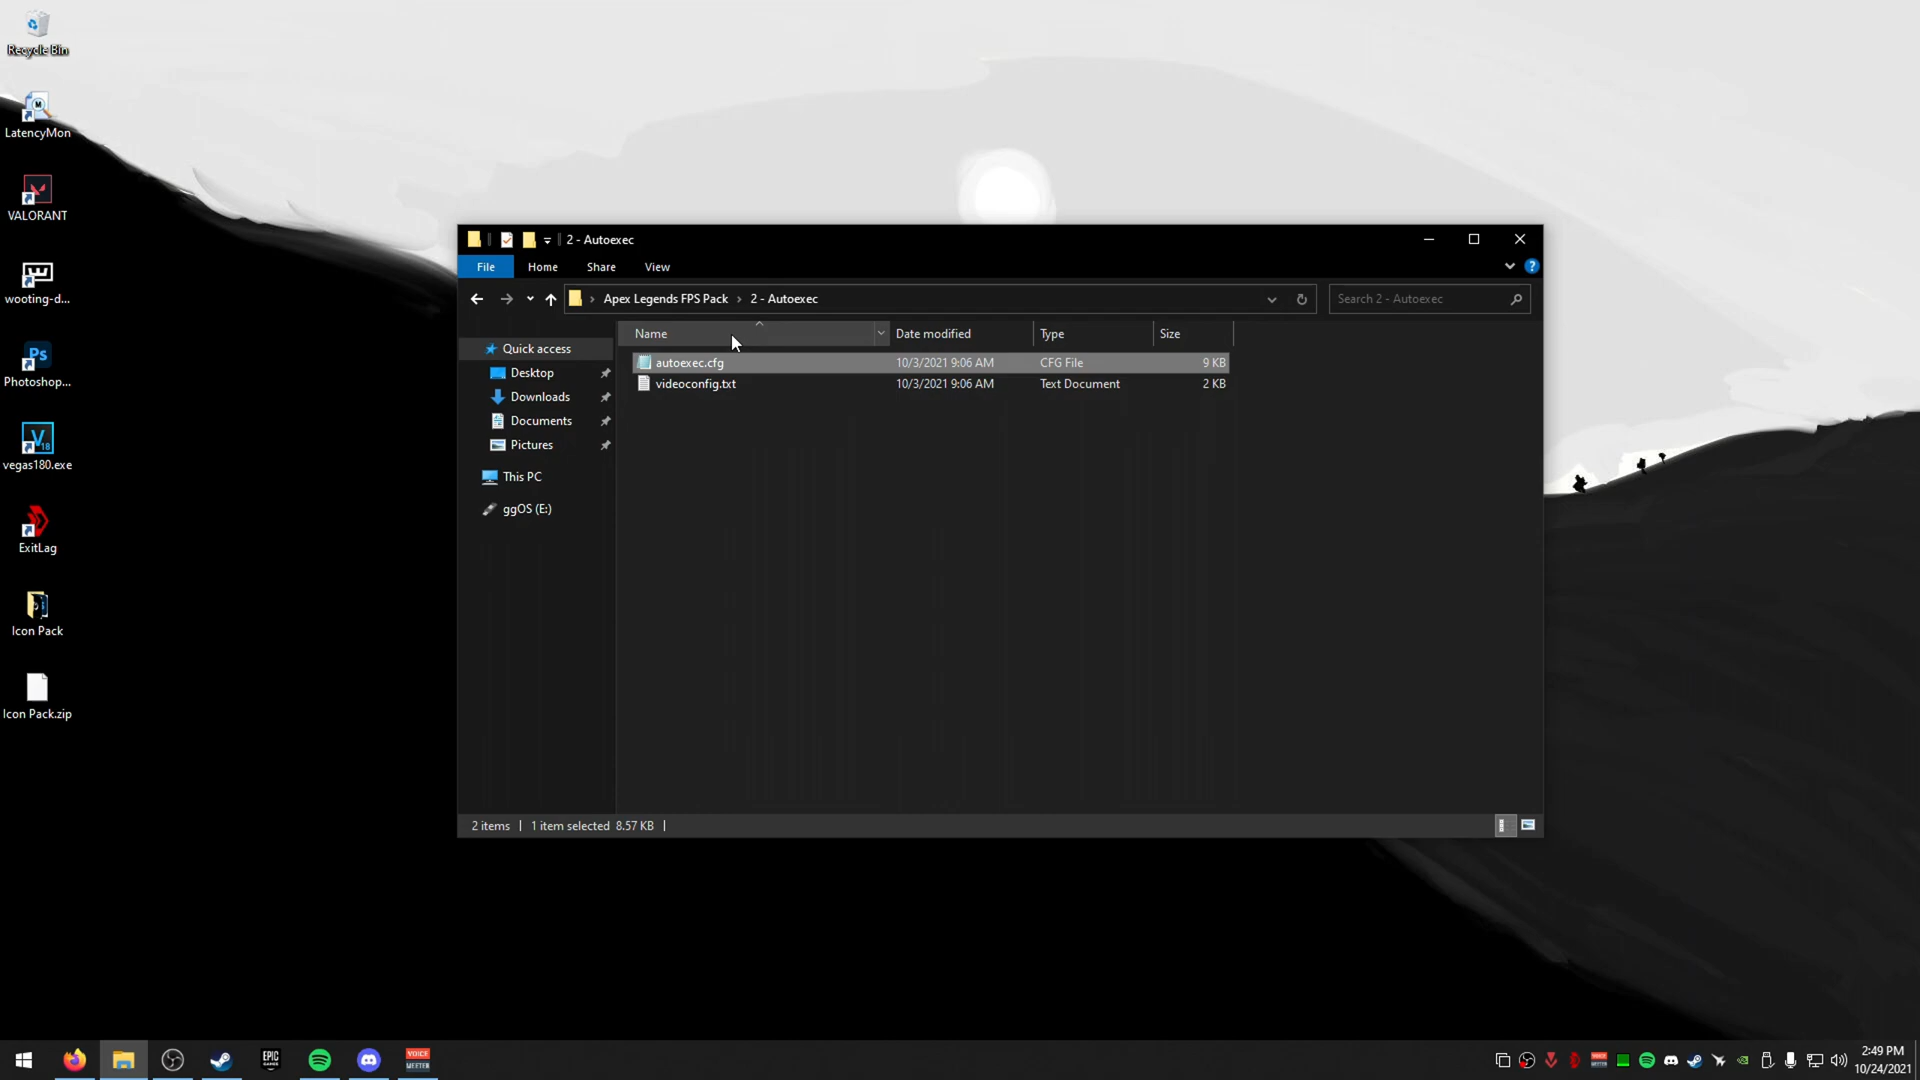 Recycle Bin
LatencyMon
VALORANT
wooting-d...
Photoshop...
vegas180.exe
ExitLag
Icon Pack
Icon Pack.zip
2 - Autoexec
File Home Share View
Apex Legends FPS Pack › 2 - Autoexec
Search 2 - Autoexec
Name Date modified Type Size
autoexec.cfg 10/3/2021 9:06 AM CFG File 9 KB
videoconfig.txt 10/3/2021 9:06 AM Text Document 2 KB
Quick access
Desktop
Downloads
Documents
Pictures
This PC
ggOS (E:)
2 items 1 item selected 8.57 KB
EPIC
GAMES
VOICE
MEETER
2:49 PM
10/24/2021